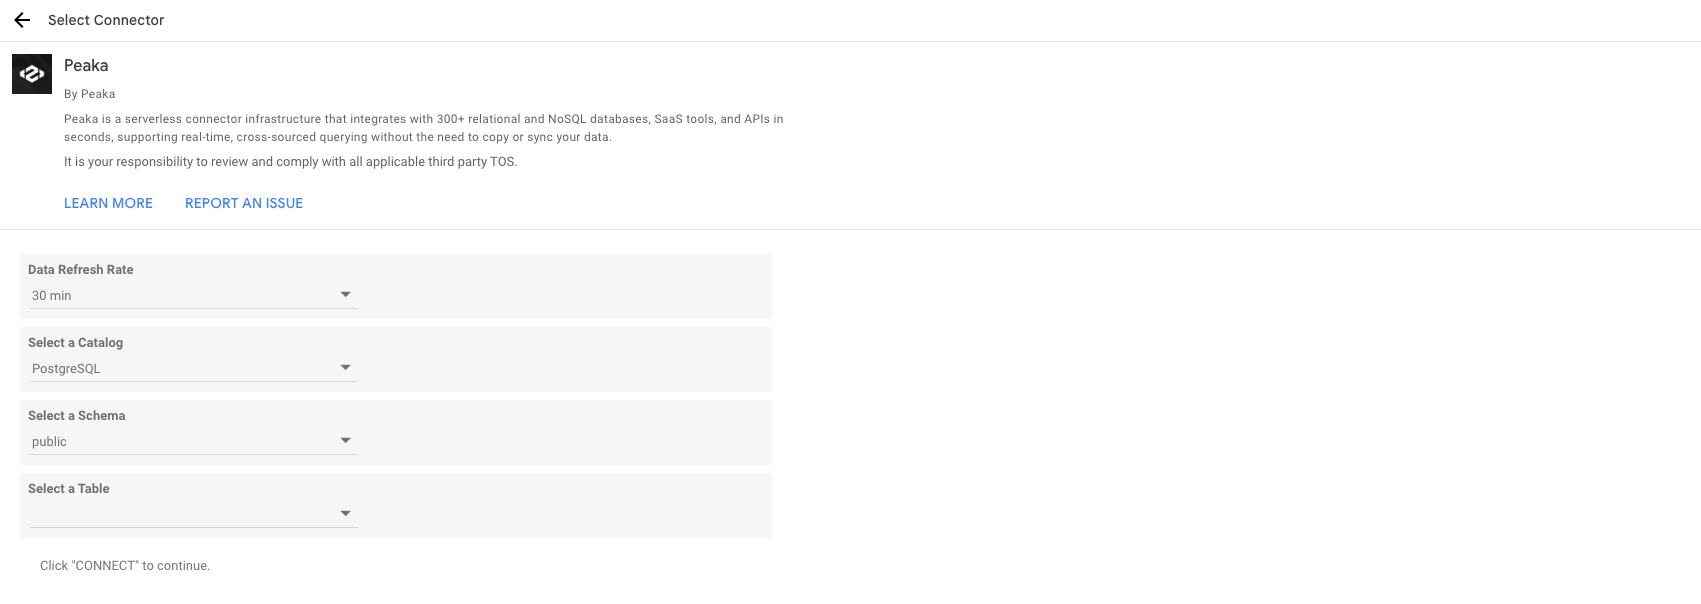 Select Connector
Peaka
By Peaka
Peaka is a serverless connector infrastructure that integrates with 300+ relational and NoSQL databases, SaaS tools, and APIs in
seconds, supporting real-time, cross-sourced querying without the need to copy or sync your data.
It is your responsibility to review and comply with all applicable third party TOS.
LEARN MORE REPORT AN ISSUE
Data Refresh Rate
30 min
Select a Catalog
PostgreSQL
Select a Schema
public
Select a Table
Click "CONNECT" to continue.